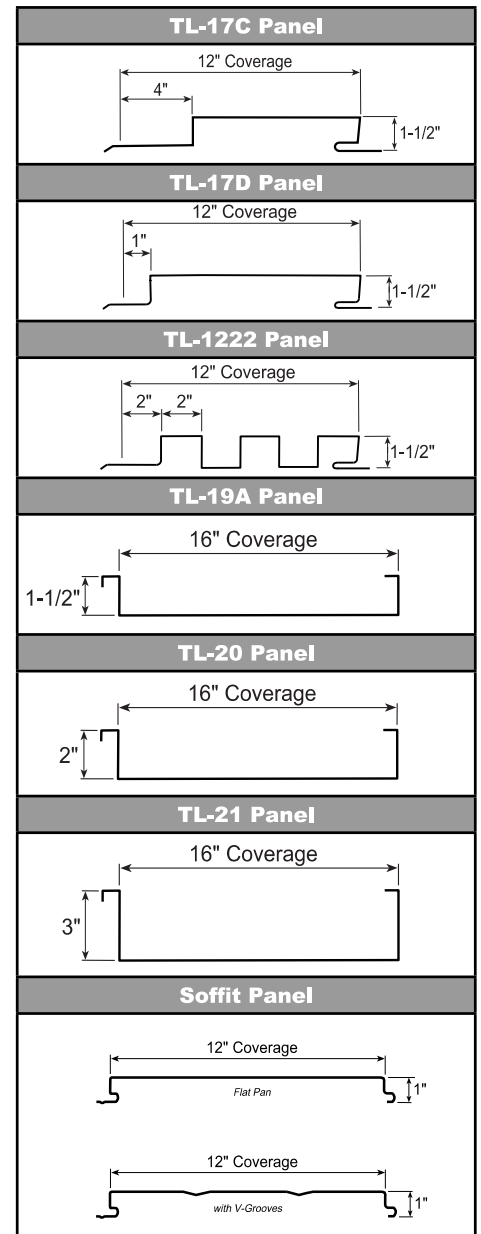 TL-17C Panel
12" Coverage
4"
1-1/2"
TL-17D Panel
12" Coverage
1"
1-1/2"
TL-1222 Panel
12" Coverage
2" 2"
1-1/2"
TL-19A Panel
16" Coverage
1-1/2"
TL-20 Panel
16" Coverage
2"
TL-21 Panel
16" Coverage
3"
Soffit Panel
12" Coverage
Flat Pan
1"
12" Coverage
with V-Grooves
1"